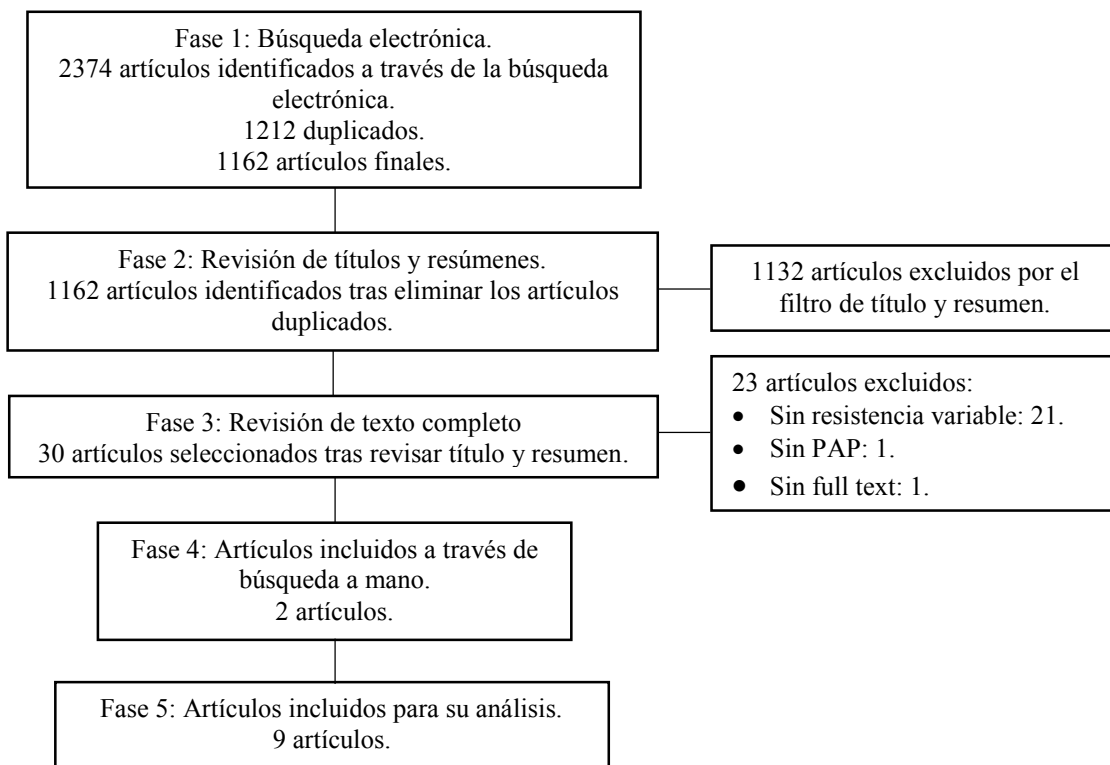 Fase 1: Búsqueda electrónica.
2374 artículos identificados a través de la búsqueda
electrónica.
1212 duplicados.
1162 artículos finales.
Fase 2: Revisión de títulos y resúmenes.
1162 artículos identificados tras eliminar los artículos
duplicados.
1132 artículos excluidos por el
filtro de título y resumen.
Fase 3: Revisión de texto completo
30 artículos seleccionados tras revisar título y resumen.
23 artículos excluidos:
• Sin resistencia variable: 21.
• Sin PAP: 1.
• Sin full text: 1.
Fase 4: Artículos incluidos a través de
búsqueda a mano.
2 artículos.
Fase 5: Artículos incluidos para su análisis.
9 artículos.